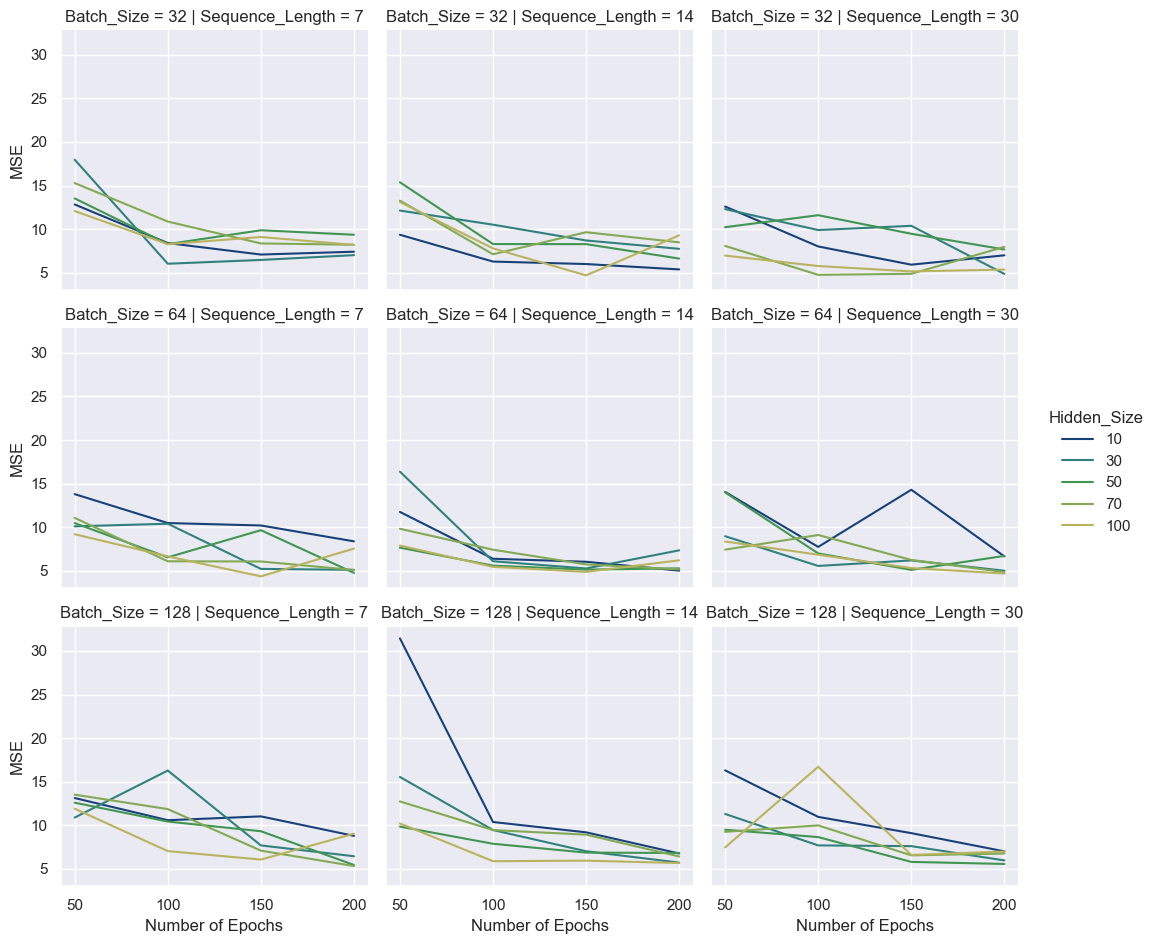 Batch_Size = 32 | Sequence_Length = 7
Batch_Size = 32 | Sequence_Length = 14
Batch_Size = 32 | Sequence_Length = 30
30
25
20
15
10
5
MSE
Batch_Size = 64 | Sequence_Length = 7
Batch_Size = 64 | Sequence_Length = 14
Batch_Size = 64 | Sequence_Length = 30
30
25
20
15
10
5
MSE
Hidden_Size
10
30
50
70
100
Batch_Size = 128 | Sequence_Length = 7
Batch_Size = 128 | Sequence_Length = 14
Batch_Size = 128 | Sequence_Length = 30
30
25
20
15
10
5
MSE
50 100 150 200
50 100 150 200
50 100 150 200
Number of Epochs
Number of Epochs
Number of Epochs